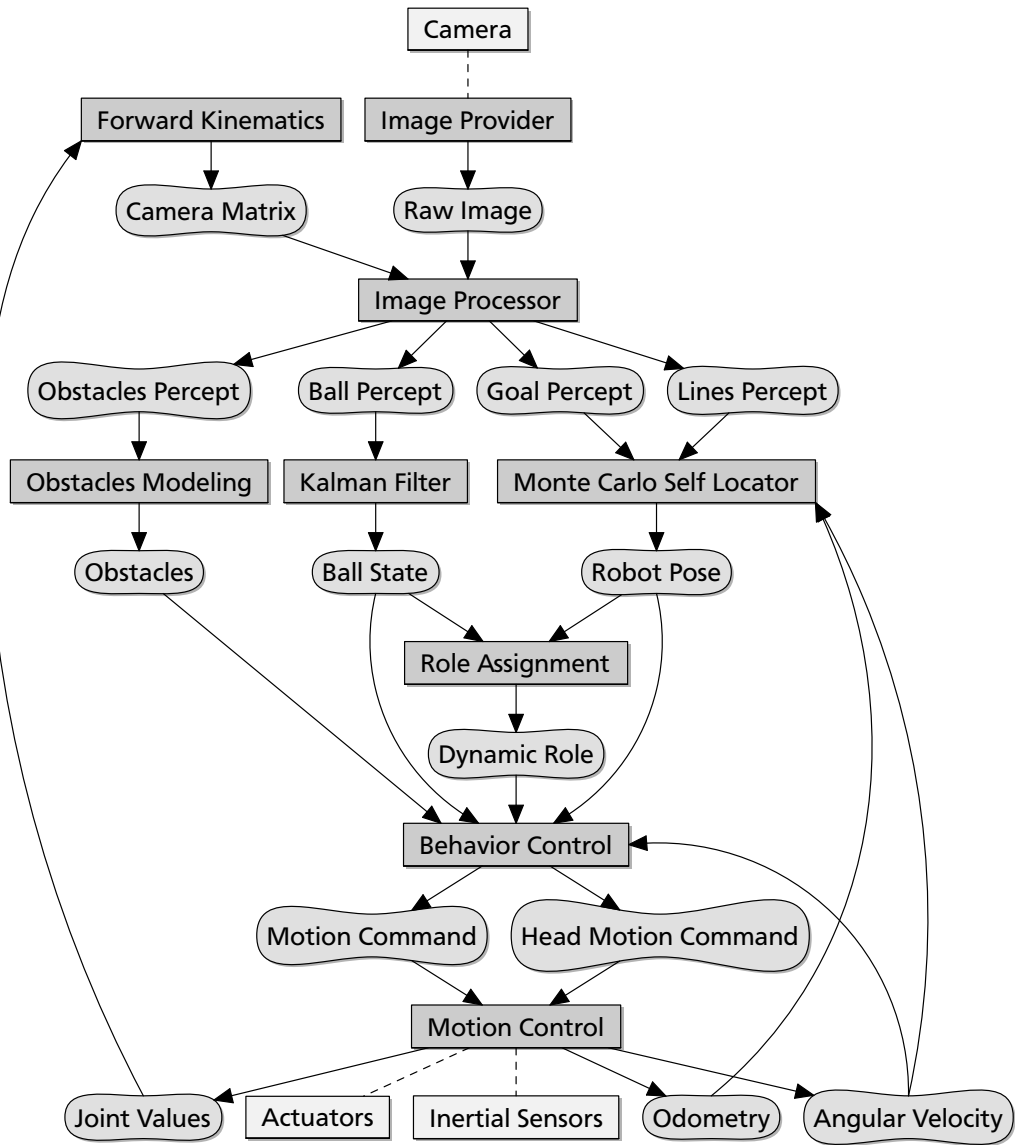 Camera
Forward Kinematics
Image Provider
Camera Matrix
Raw Image
Image Processor
Obstacles Percept
Ball Percept
Goal Percept
Lines Percept
Obstacles Modeling
Kalman Filter
Monte Carlo Self Locator
Obstacles
Ball State
Robot Pose
Role Assignment
Dynamic Role
Behavior Control
Motion Command
Head Motion Command
Motion Control
Joint Values
Actuators
Inertial Sensors
Odometry
Angular Velocity